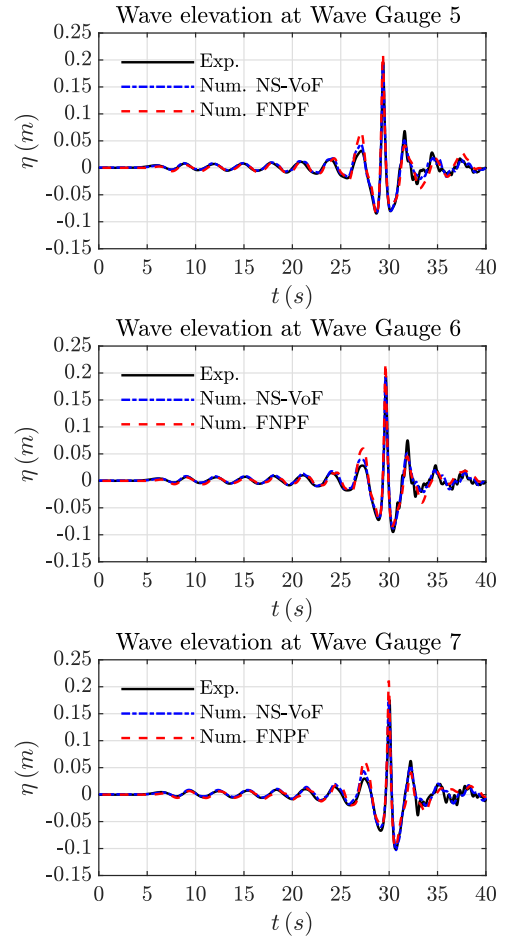 Wave elevation at Wave Gauge 5
0.25
0.2
0.15
0.1
0.05
0
-0.05
-0.1
-0.15
η (m)
Exp.
Num. NS-VoF
Num. FNPF
0 5 10 15 20 25 30 35 40
t (s)
Wave elevation at Wave Gauge 6
0.25
0.2
0.15
0.1
0.05
0
-0.05
-0.1
-0.15
η (m)
Exp.
Num. NS-VoF
Num. FNPF
0 5 10 15 20 25 30 35 40
t (s)
Wave elevation at Wave Gauge 7
0.25
0.2
0.15
0.1
0.05
0
-0.05
-0.1
-0.15
η (m)
Exp.
Num. NS-VoF
Num. FNPF
0 5 10 15 20 25 30 35 40
t (s)